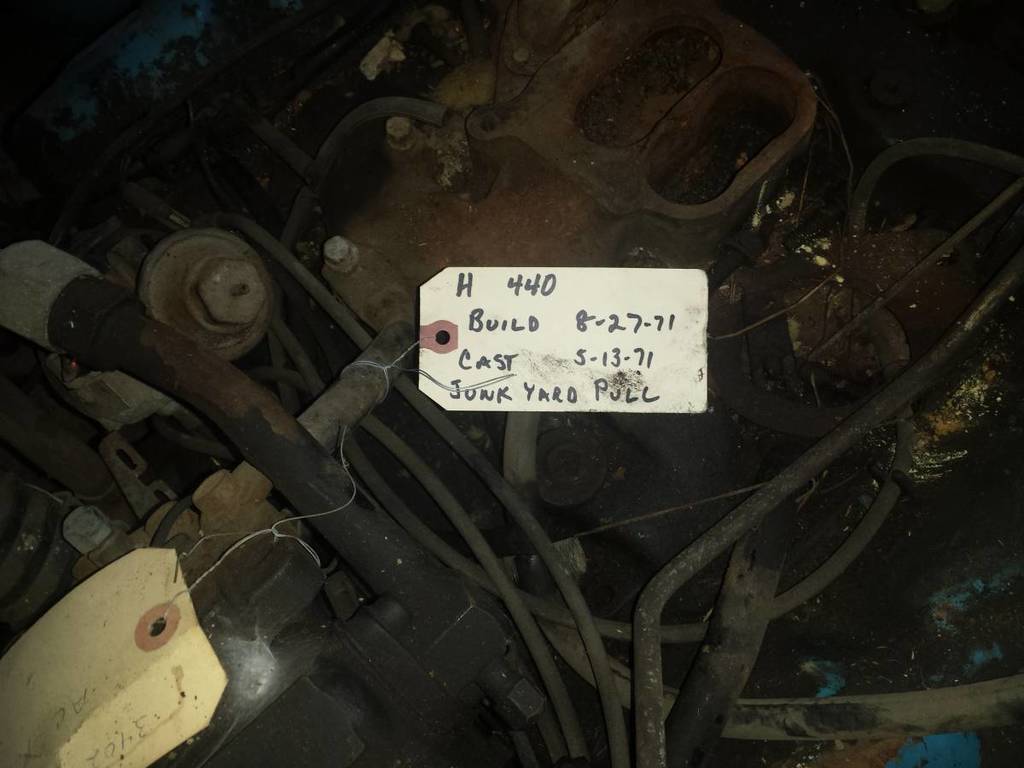 H 440
BUILD 8-27-71
CAST 5-13-71
JUNK YARD PULL